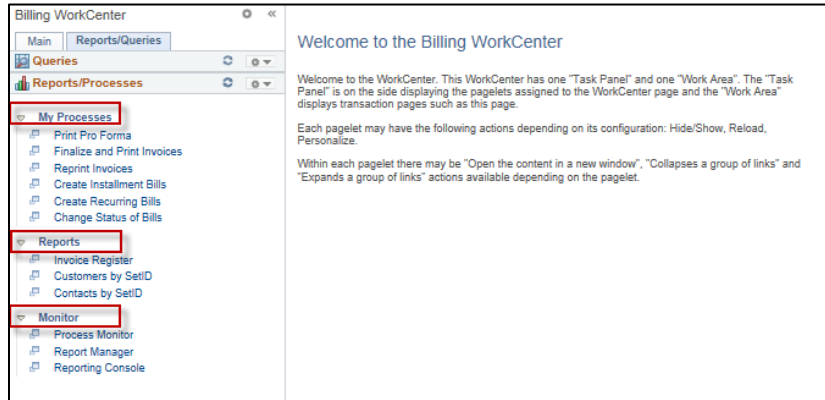 Billing WorkCenter
Main Reports/Queries
Queries
Reports/Processes
My Processes
Print Pro Forma
Finalize and Print Invoices
Reprint Invoices
Create Installment Bills
Create Recurring Bills
Change Status of Bills
Reports
Invoice Register
Customers by SetID
Contacts by SetID
Monitor
Process Monitor
Report Manager
Reporting Console
Welcome to the Billing WorkCenter
Welcome to the WorkCenter. This WorkCenter has one "Task Panel" and one "Work Area". The "Task
Panel" is on the side displaying the pagelets assigned to the WorkCenter page and the "Work Area"
displays transaction pages such as this page.
Each pagelet may have the following actions depending on its configuration: Hide/Show, Reload,
Personalize.
Within each pagelet there may be "Open the content in a new window", "Collapses a group of links" and
"Expands a group of links" actions available depending on the pagelet.